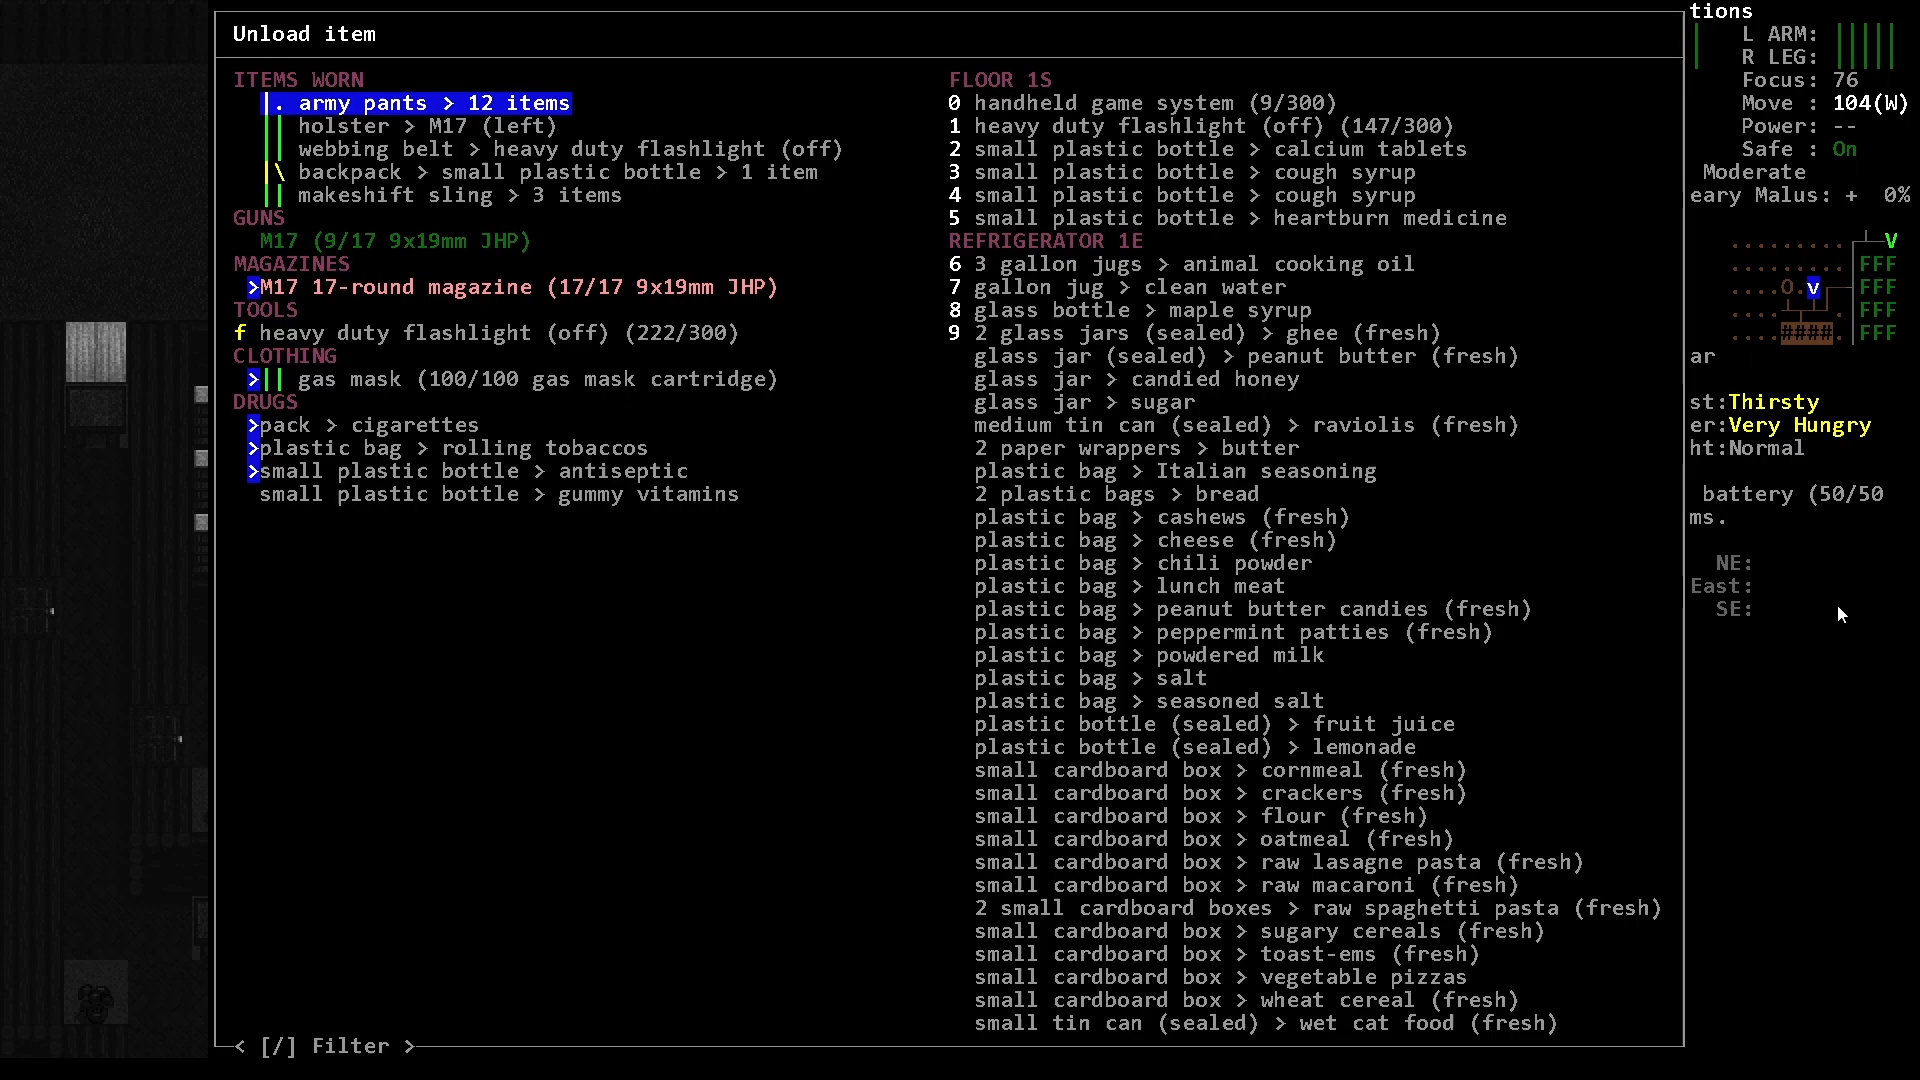 Unload item
ITEMS WORN
|. army pants > 12 items
|| holster > M17 (left)
|| webbing belt > heavy duty flashlight (off)
|\ backpack > small plastic bottle > 1 item
|| makeshift sling > 3 items
GUNS
M17 (9/17 9x19mm JHP)
MAGAZINES
>M17 17-round magazine (17/17 9x19mm JHP)
TOOLS
f heavy duty flashlight (off) (222/300)
CLOTHING
>|| gas mask (100/100 gas mask cartridge)
DRUGS
>pack > cigarettes
>plastic bag > rolling tobaccos
>small plastic bottle > antiseptic
small plastic bottle > gummy vitamins
FLOOR 1S
0 handheld game system (9/300)
1 heavy duty flashlight (off) (147/300)
2 small plastic bottle > calcium tablets
3 small plastic bottle > cough syrup
4 small plastic bottle > cough syrup
5 small plastic bottle > heartburn medicine
REFRIGERATOR 1E
6 3 gallon jugs > animal cooking oil
7 gallon jug > clean water
8 glass bottle > maple syrup
9 2 glass jars (sealed) > ghee (fresh)
glass jar (sealed) > peanut butter (fresh)
glass jar > candied honey
glass jar > sugar
medium tin can (sealed) > raviolis (fresh)
2 paper wrappers > butter
plastic bag > Italian seasoning
2 plastic bags > bread
plastic bag > cashews (fresh)
plastic bag > cheese (fresh)
plastic bag > chili powder
plastic bag > lunch meat
plastic bag > peanut butter candies (fresh)
plastic bag > peppermint patties (fresh)
plastic bag > powdered milk
plastic bag > salt
plastic bag > seasoned salt
plastic bottle (sealed) > fruit juice
plastic bottle (sealed) > lemonade
small cardboard box > cornmeal (fresh)
small cardboard box > crackers (fresh)
small cardboard box > flour (fresh)
small cardboard box > oatmeal (fresh)
small cardboard box > raw lasagne pasta (fresh)
small cardboard box > raw macaroni (fresh)
2 small cardboard boxes > raw spaghetti pasta (fresh)
small cardboard box > sugary cereals (fresh)
small cardboard box > toast-ems (fresh)
small cardboard box > vegetable pizzas
small cardboard box > wheat cereal (fresh)
small tin can (sealed) > wet cat food (fresh)
< [/] Filter >
tions
L ARM: |||||
R LEG: |||||
Focus: 76
Move : 104(W)
Power: --
Safe : On
Moderate
eary Malus: + 0%
V
FFF
....O.v FFF
FFF
FFF
ar
st:Thirsty
er:Very Hungry
ht:Normal
battery (50/50
ms.
NE:
East:
SE: